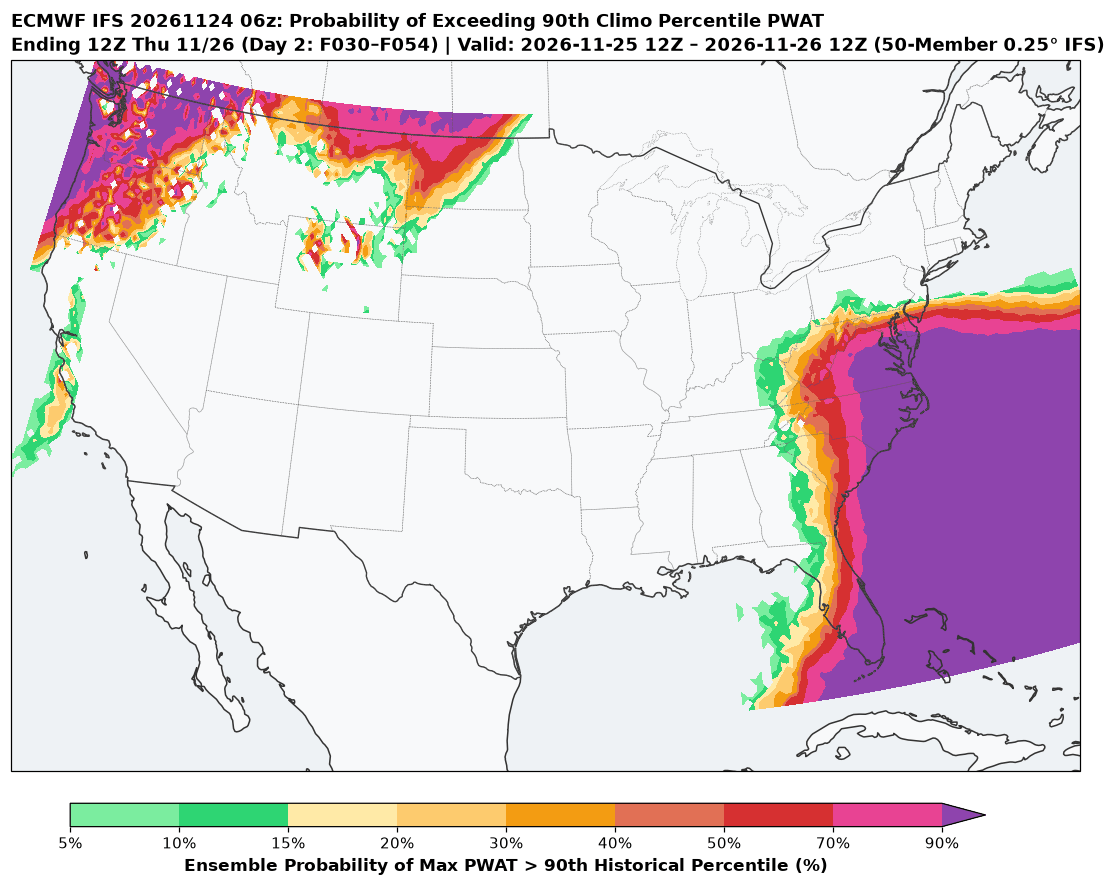 ECMWF IFS 20261124 06z: Probability of Exceeding 90th Climo Percentile PWAT
Ending 12Z Thu 11/26 (Day 2: F030–F054) | Valid: 2026-11-25 12Z – 2026-11-26 12Z (50-Member 0.25° IFS)
5% 10% 15% 20% 30% 40% 50% 70% 90%
Ensemble Probability of Max PWAT > 90th Historical Percentile (%)